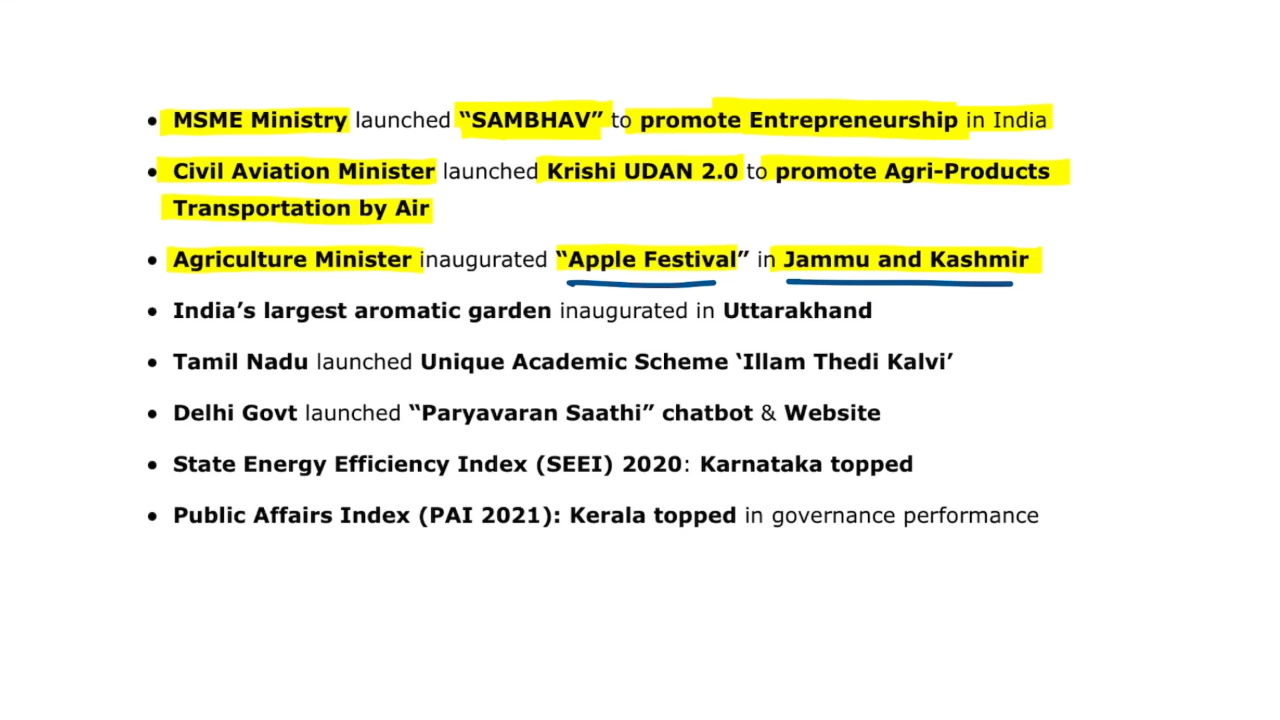 • MSME Ministry launched “SAMBHAV” to promote Entrepreneurship in India
• Civil Aviation Minister launched Krishi UDAN 2.0 to promote Agri-Products
Transportation by Air
• Agriculture Minister inaugurated “Apple Festival” in Jammu and Kashmir
• India’s largest aromatic garden inaugurated in Uttarakhand
• Tamil Nadu launched Unique Academic Scheme ‘Illam Thedi Kalvi’
• Delhi Govt launched “Paryavaran Saathi” chatbot & Website
• State Energy Efficiency Index (SEEI) 2020: Karnataka topped
• Public Affairs Index (PAI 2021): Kerala topped in governance performance